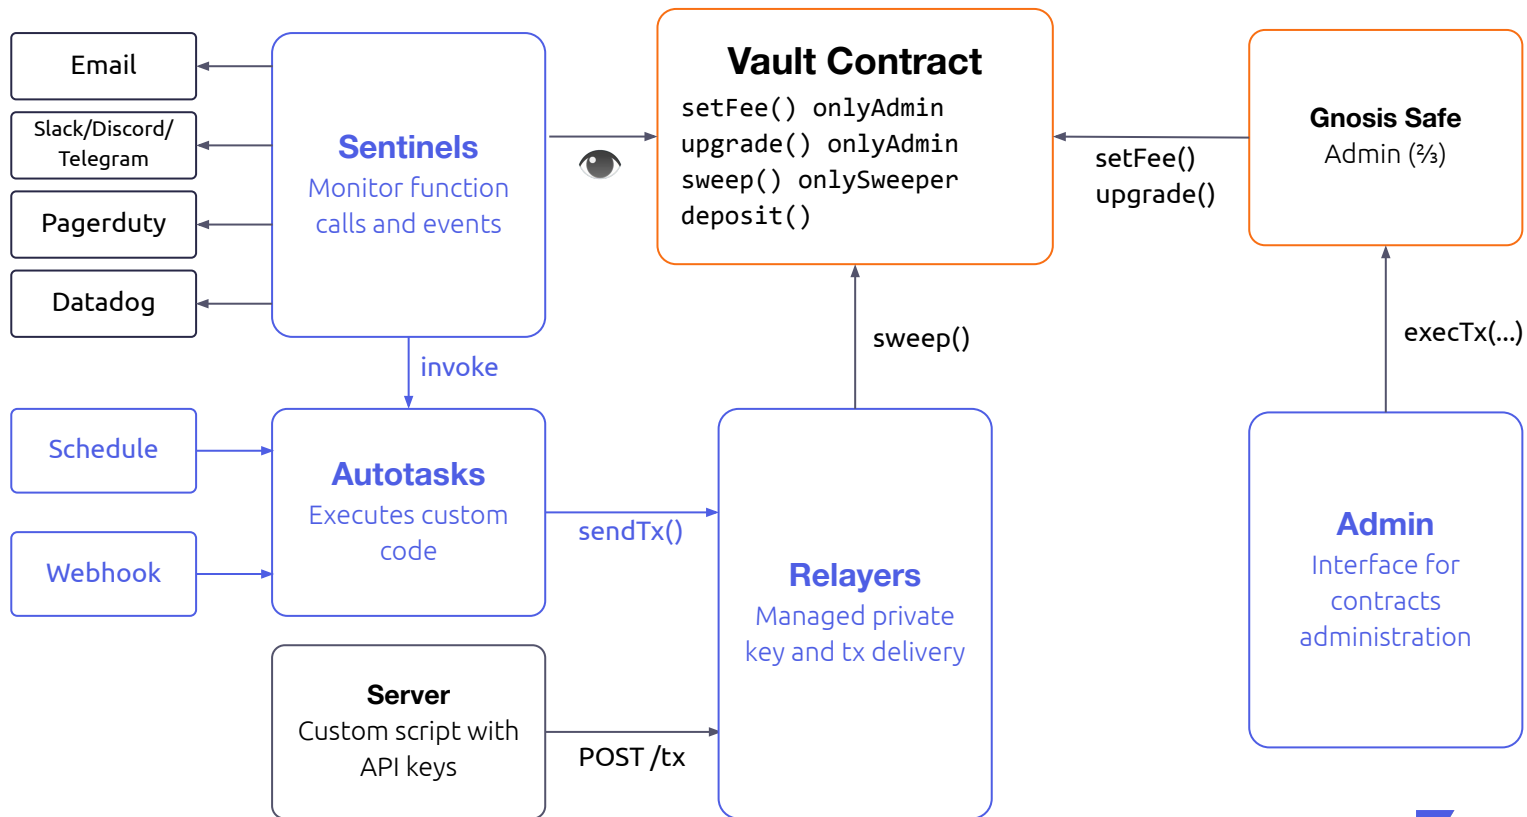 Email
Slack/Discord/
Telegram
Pagerduty
Datadog
Sentinels
Monitor function
calls and events
Vault Contract
setFee() onlyAdmin
upgrade() onlyAdmin
sweep() onlySweeper
deposit()
setFee()
upgrade()
Gnosis Safe
Admin (⅔)
invoke
sweep()
execTx(...)
Schedule
Webhook
Autotasks
Executes custom
code
sendTx()
Relayers
Managed private
key and tx delivery
Admin
Interface for
contracts
administration
Server
Custom script with
API keys
POST /tx